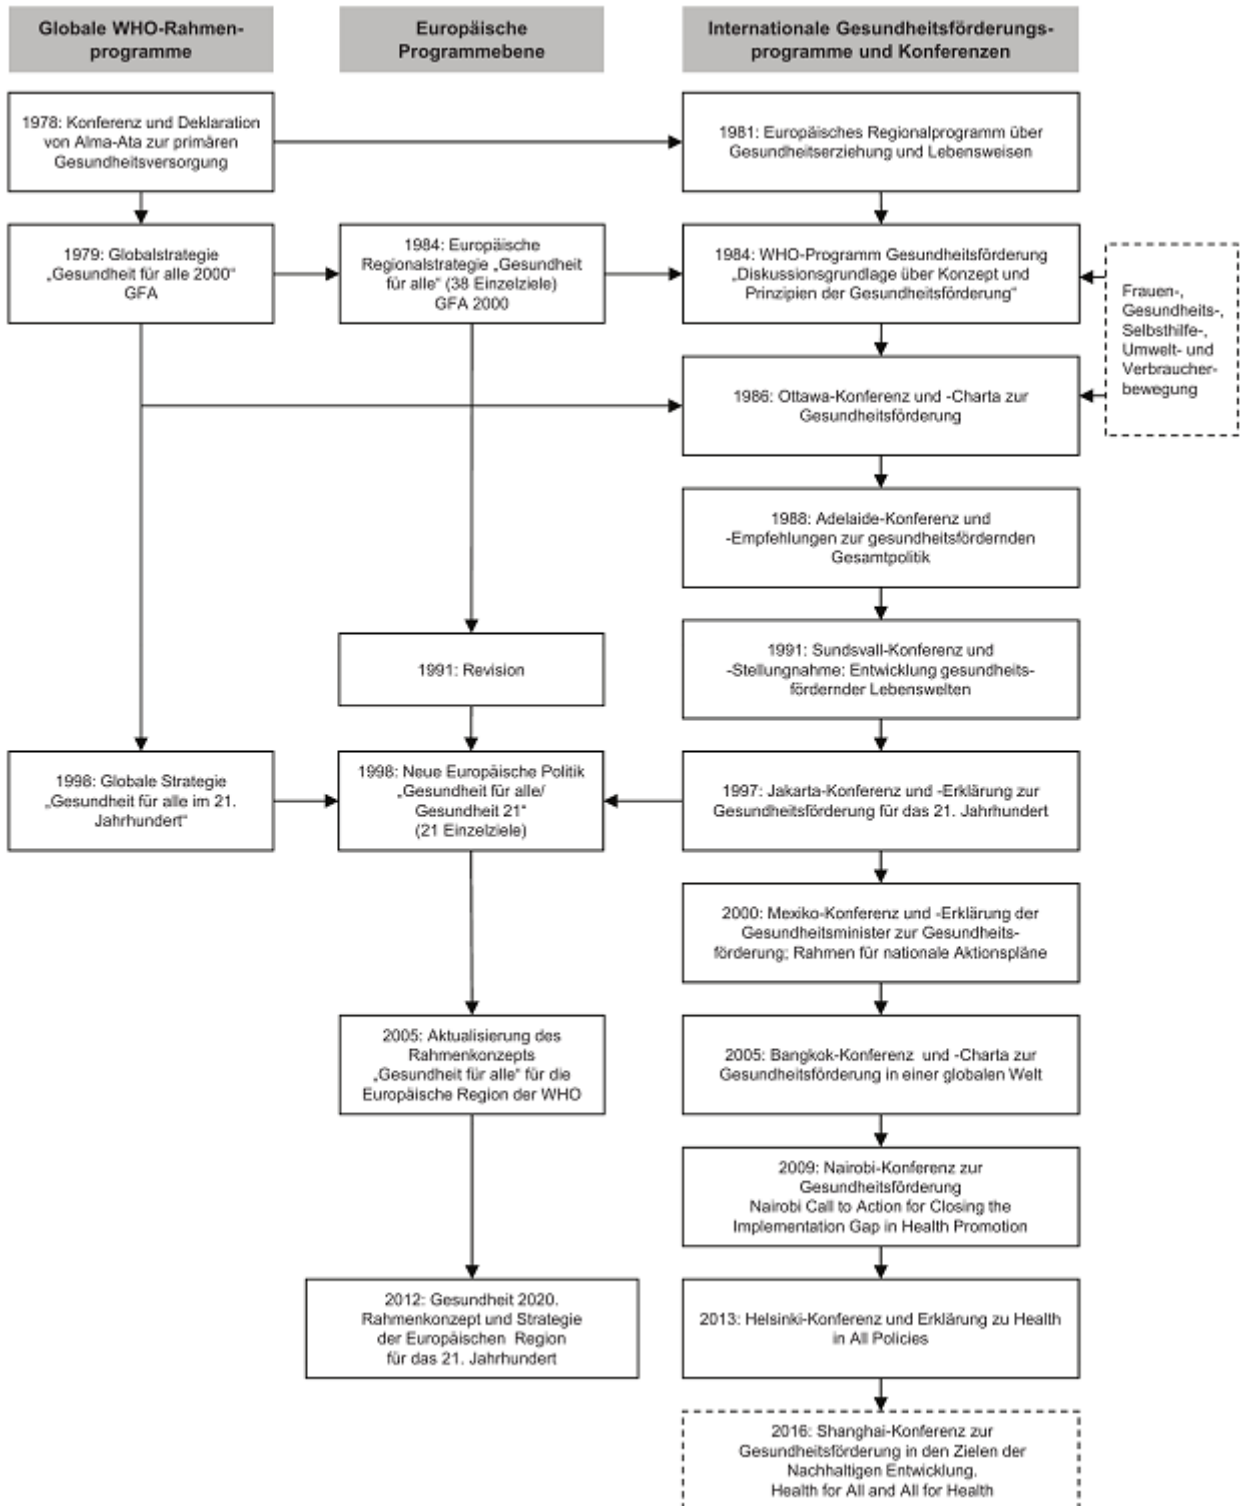 Globale WHO-Rahmen-
programme
Europäische
Programmebene
Internationale Gesundheitsförderungs-
programme und Konferenzen
1978: Konferenz und Deklaration
von Alma-Ata zur primären
Gesundheitsversorgung
1981: Europäisches Regionalprogramm über
Gesundheitserziehung und Lebensweisen
1979: Globalstrategie
„Gesundheit für alle 2000“
GFA
1984: Europäische
Regionalstrategie „Gesundheit
für alle“ (38 Einzelziele)
GFA 2000
1984: WHO-Programm Gesundheitsförderung
„Diskussionsgrundlage über Konzept und
Prinzipien der Gesundheitsförderung“
Frauen-,
Gesundheits-,
Selbsthilfe-,
Umwelt- und
Verbraucher-
bewegung
1986: Ottawa-Konferenz und -Charta zur
Gesundheitsförderung
1988: Adelaide-Konferenz und
-Empfehlungen zur gesundheitsfördernden
Gesamtpolitik
1991: Revision
1991: Sundsvall-Konferenz und
-Stellungnahme: Entwicklung gesundheits-
fördernder Lebenswelten
1998: Globale Strategie
„Gesundheit für alle im 21.
Jahrhundert“
1998: Neue Europäische Politik
„Gesundheit für alle/
Gesundheit 21“
(21 Einzelziele)
1997: Jakarta-Konferenz und -Erklärung zur
Gesundheitsförderung für das 21. Jahrhundert
2000: Mexiko-Konferenz und -Erklärung der
Gesundheitsminister zur Gesundheits-
förderung; Rahmen für nationale Aktionspläne
2005: Aktualisierung des
Rahmenkonzepts
„Gesundheit für alle“ für die
Europäische Region der WHO
2005: Bangkok-Konferenz und -Charta zur
Gesundheitsförderung in einer globalen Welt
2009: Nairobi-Konferenz zur
Gesundheitsförderung
Nairobi Call to Action for Closing the
Implementation Gap in Health Promotion
2012: Gesundheit 2020.
Rahmenkonzept und Strategie
der Europäischen Region
für das 21. Jahrhundert
2013: Helsinki-Konferenz und Erklärung zu Health
in All Policies
2016: Shanghai-Konferenz zur
Gesundheitsförderung in den Zielen der
Nachhaltigen Entwicklung.
Health for All and All for Health